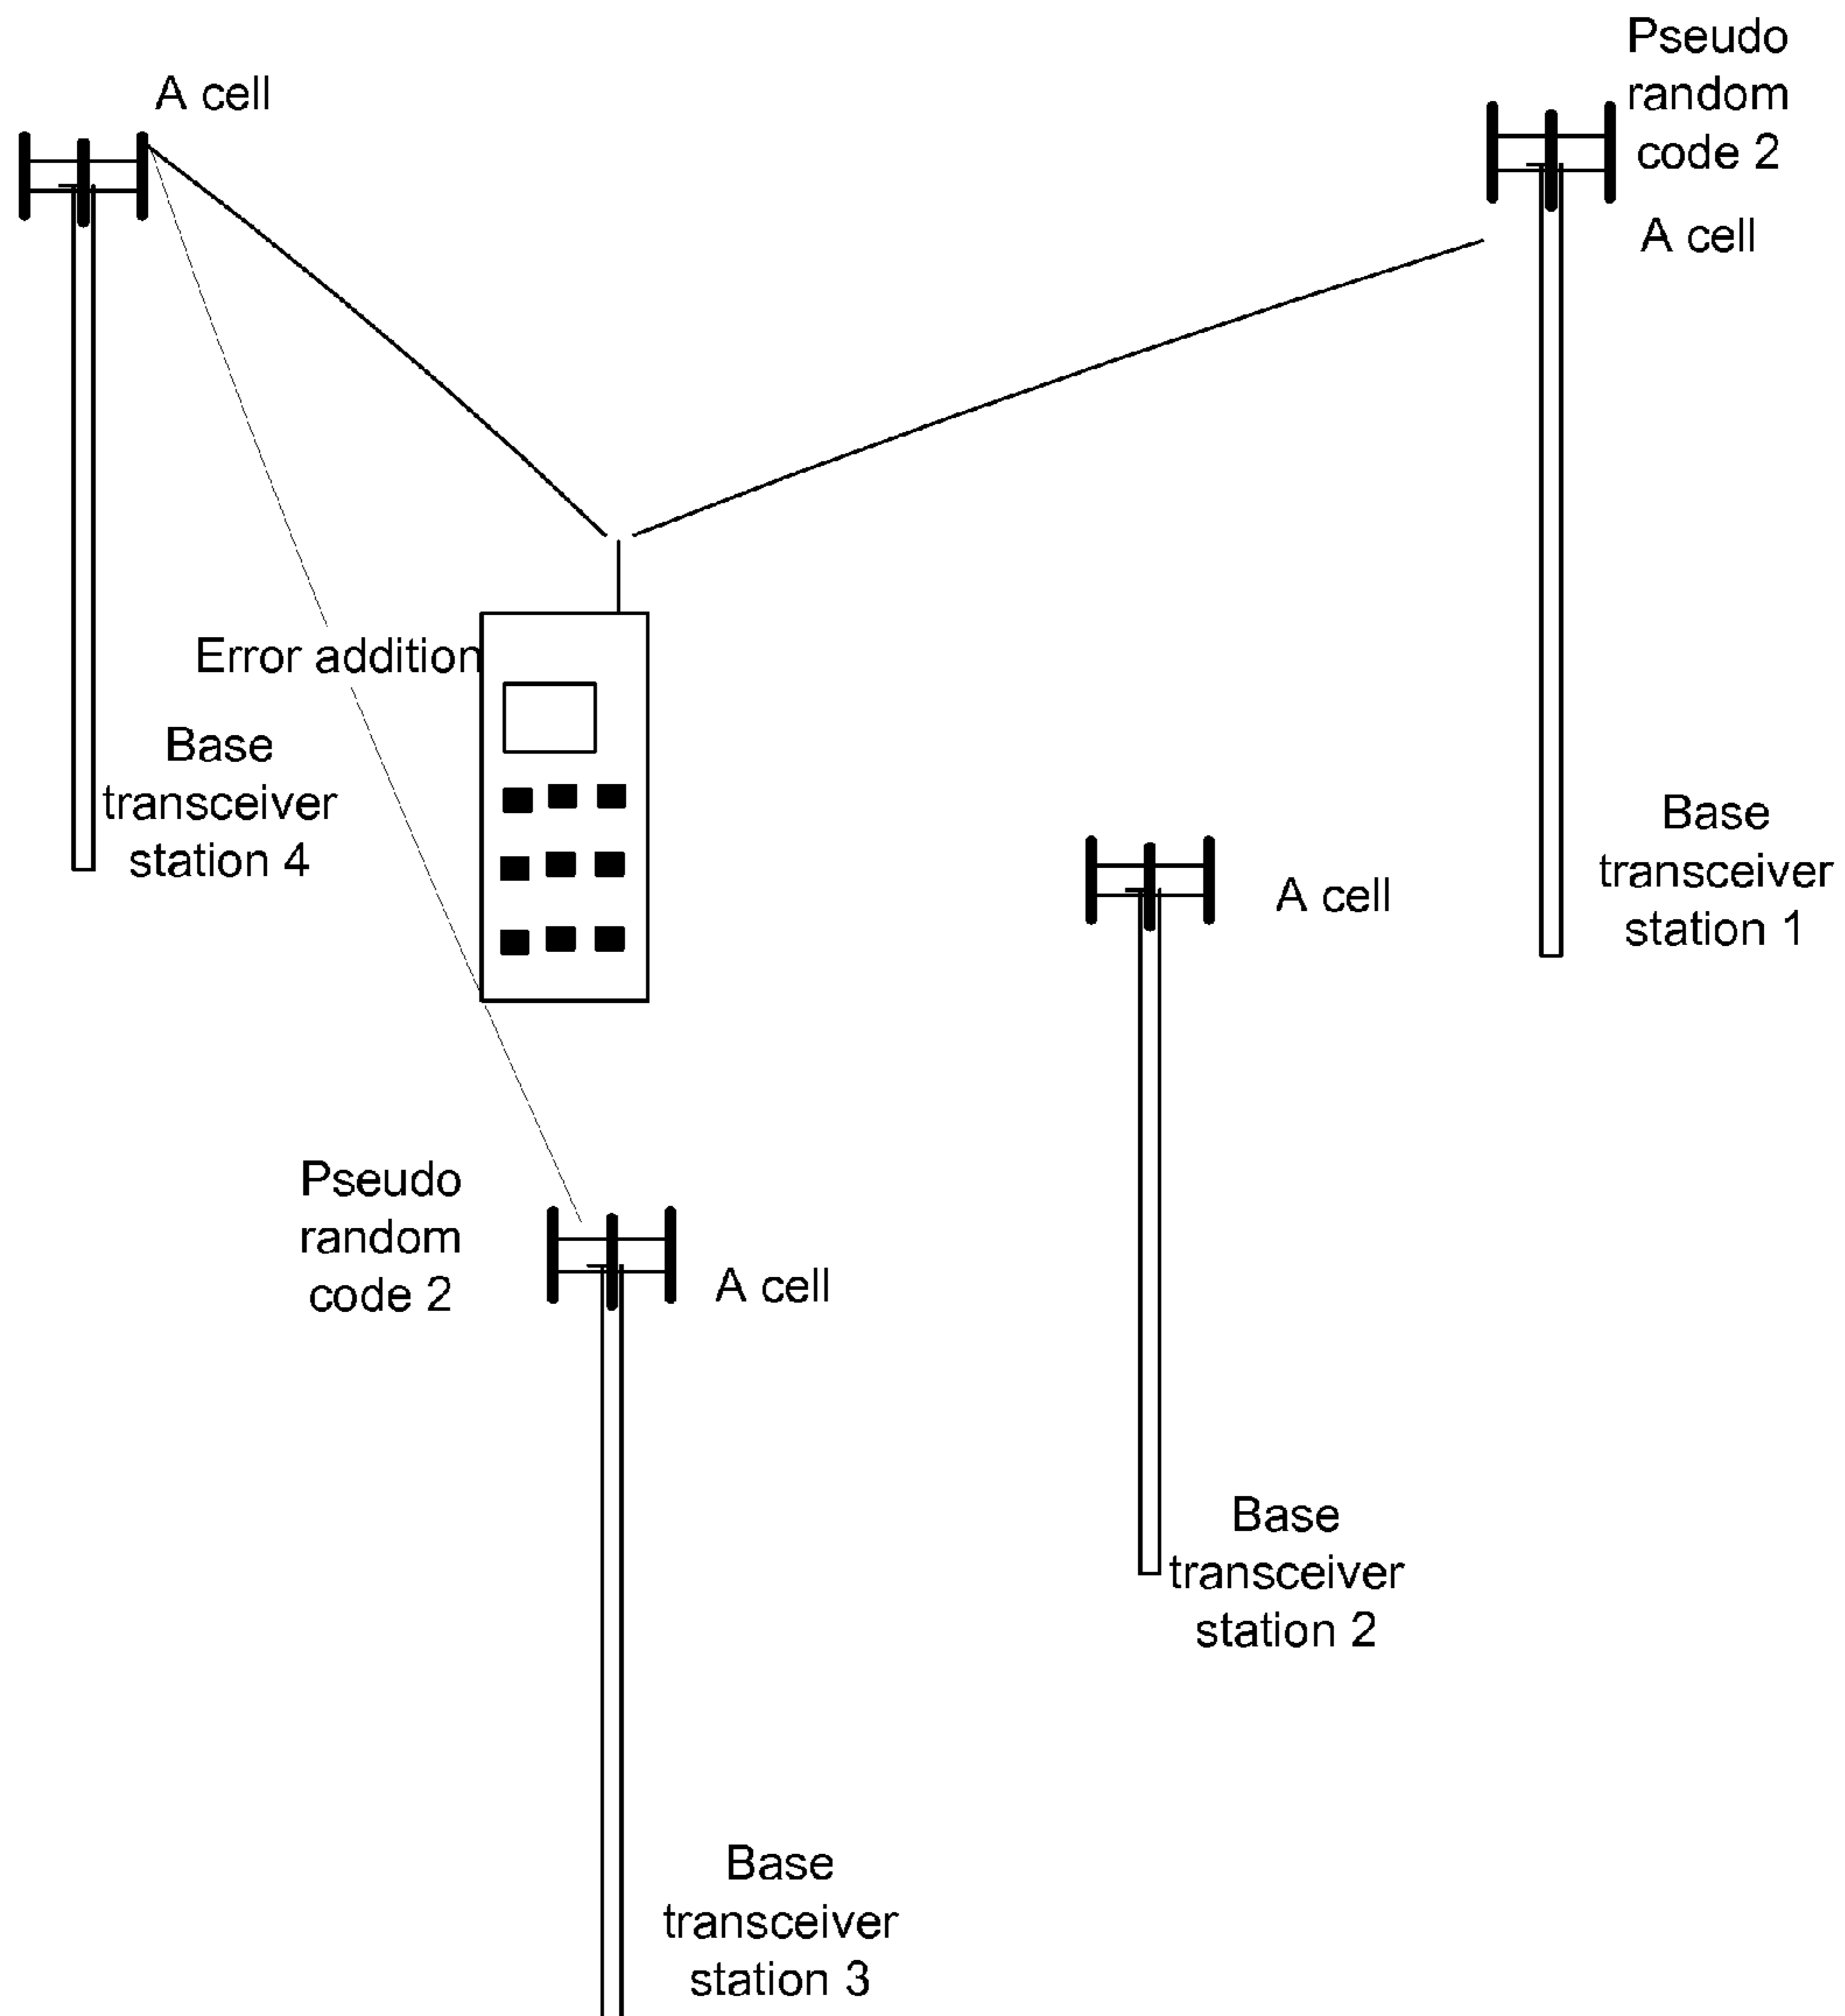 Pseudo
random
code 2
A cell
A cell
Error addition
Base
transceiver
station 4
Base
transceiver
station 1
A cell
Pseudo
random
code 2
A cell
Base
transceiver
station 2
Base
transceiver
station 3